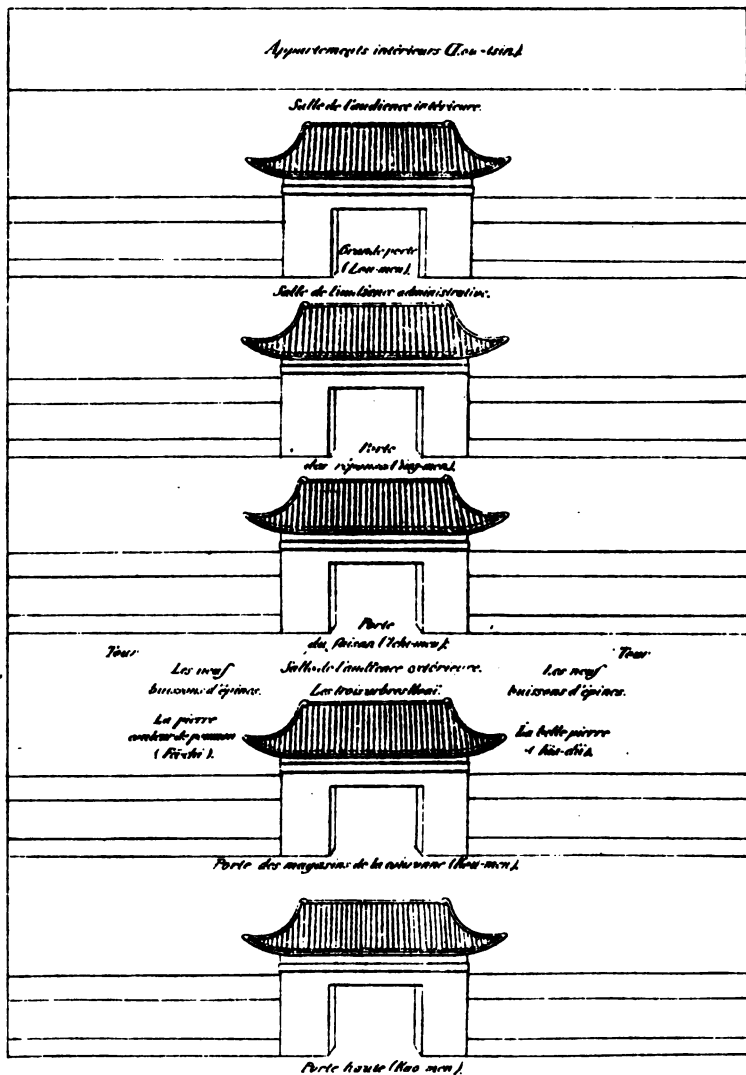 Appartements intérieurs (Lou-tsin).
Salle de l'audience intérieure.
Grande porte
(Lou-men).
Salle de l'audience administrative.
Porte
des réponses (Ing-men).
Porte
du faisan (Tchi-men).
Tour
Tour
Les neuf
buissons d'épines.
Salle de l'audience extérieure.
Les trois arbres Hoaï.
Les neuf
buissons d'épines.
La pierre
couleur de poumon
(Fëi-chi).
La belle pierre
(Kia-chi).
Porte des magasins de la couronne (Kou-men).
Porte haute (Kao-men).